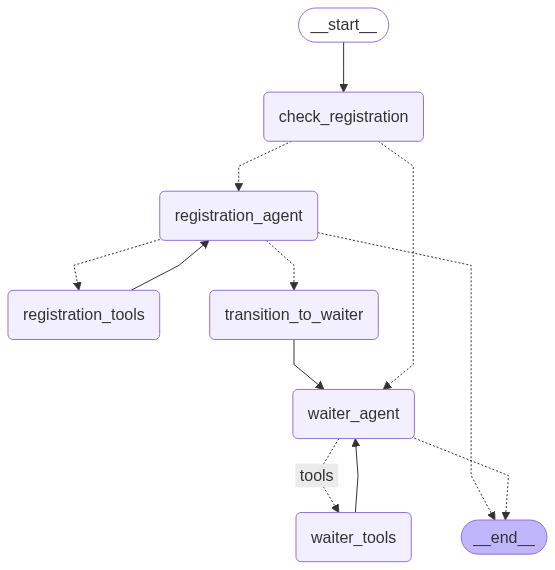 __start__
check_registration
registration_agent
registration_tools
transition_to_waiter
waiter_agent
tools
waiter_tools
__end__